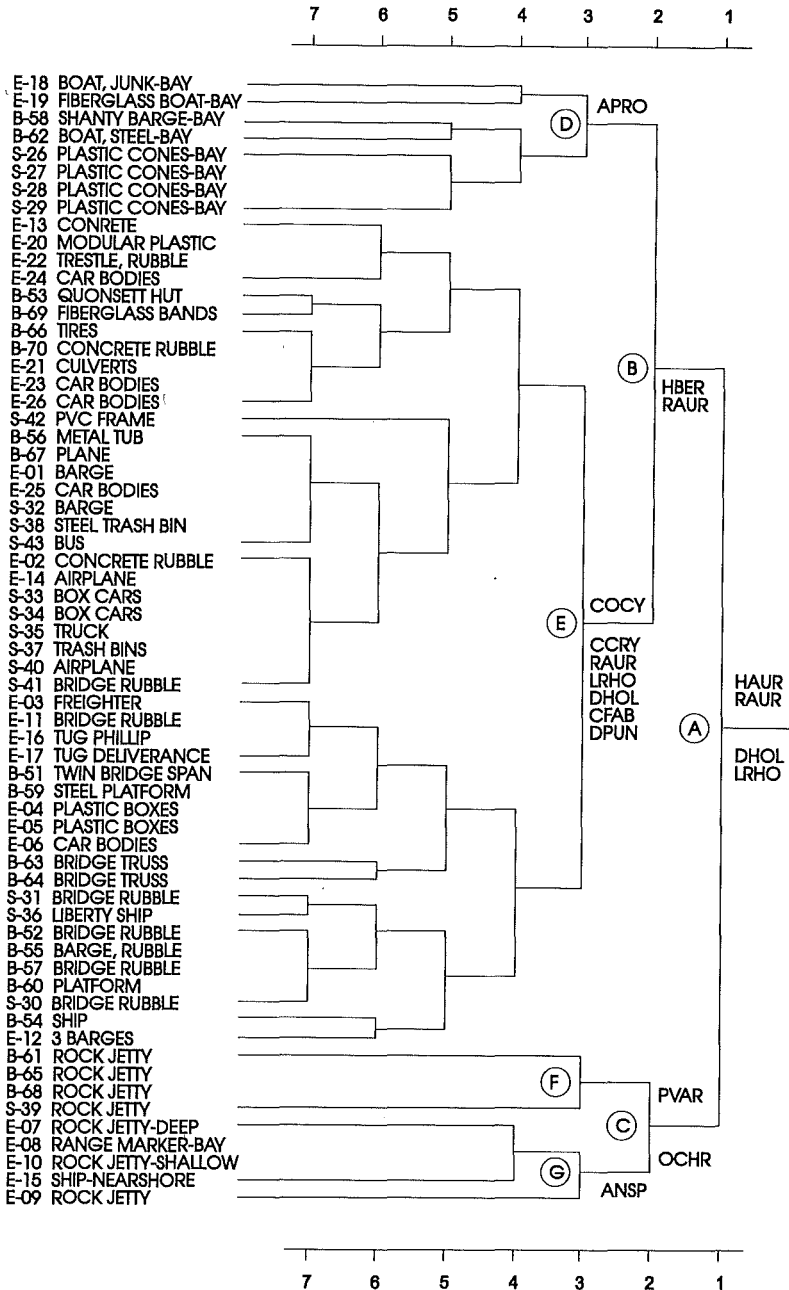 7 6 5 4 3 2 1
E-18 BOAT, JUNK-BAY
E-19 FIBERGLASS BOAT-BAY
B-58 SHANTY BARGE-BAY
B-62 BOAT, STEEL-BAY
S-26 PLASTIC CONES-BAY
S-27 PLASTIC CONES-BAY
S-28 PLASTIC CONES-BAY
S-29 PLASTIC CONES-BAY
E-13 CONRETE
E-20 MODULAR PLASTIC
E-22 TRESTLE, RUBBLE
E-24 CAR BODIES
B-53 QUONSETT HUT
B-69 FIBERGLASS BANDS
B-66 TIRES
B-70 CONCRETE RUBBLE
E-21 CULVERTS
E-23 CAR BODIES
E-26 CAR BODIES
S-42 PVC FRAME
B-56 METAL TUB
B-67 PLANE
E-01 BARGE
E-25 CAR BODIES
S-32 BARGE
S-38 STEEL TRASH BIN
S-43 BUS
E-02 CONCRETE RUBBLE
E-14 AIRPLANE
S-33 BOX CARS
S-34 BOX CARS
S-35 TRUCK
S-37 TRASH BINS
S-40 AIRPLANE
S-41 BRIDGE RUBBLE
E-03 FREIGHTER
E-11 BRIDGE RUBBLE
E-16 TUG PHILLIP
E-17 TUG DELIVERANCE
B-51 TWIN BRIDGE SPAN
B-59 STEEL PLATFORM
E-04 PLASTIC BOXES
E-05 PLASTIC BOXES
E-06 CAR BODIES
B-63 BRIDGE TRUSS
B-64 BRIDGE TRUSS
S-31 BRIDGE RUBBLE
S-36 LIBERTY SHIP
B-52 BRIDGE RUBBLE
B-55 BARGE, RUBBLE
B-57 BRIDGE RUBBLE
B-60 PLATFORM
S-30 BRIDGE RUBBLE
B-54 SHIP
E-12 3 BARGES
B-61 ROCK JETTY
B-65 ROCK JETTY
B-68 ROCK JETTY
S-39 ROCK JETTY
E-07 ROCK JETTY-DEEP
E-08 RANGE MARKER-BAY
E-10 ROCK JETTY-SHALLOW
E-15 SHIP-NEARSHORE
E-09 ROCK JETTY
D
APRO
B
HBER
RAUR
E
COCY
CCRY
RAUR
LRHO
DHOL
CFAB
DPUN
A
HAUR
RAUR
DHOL
LRHO
F
PVAR
C
OCHR
G
ANSP
7 6 5 4 3 2 1